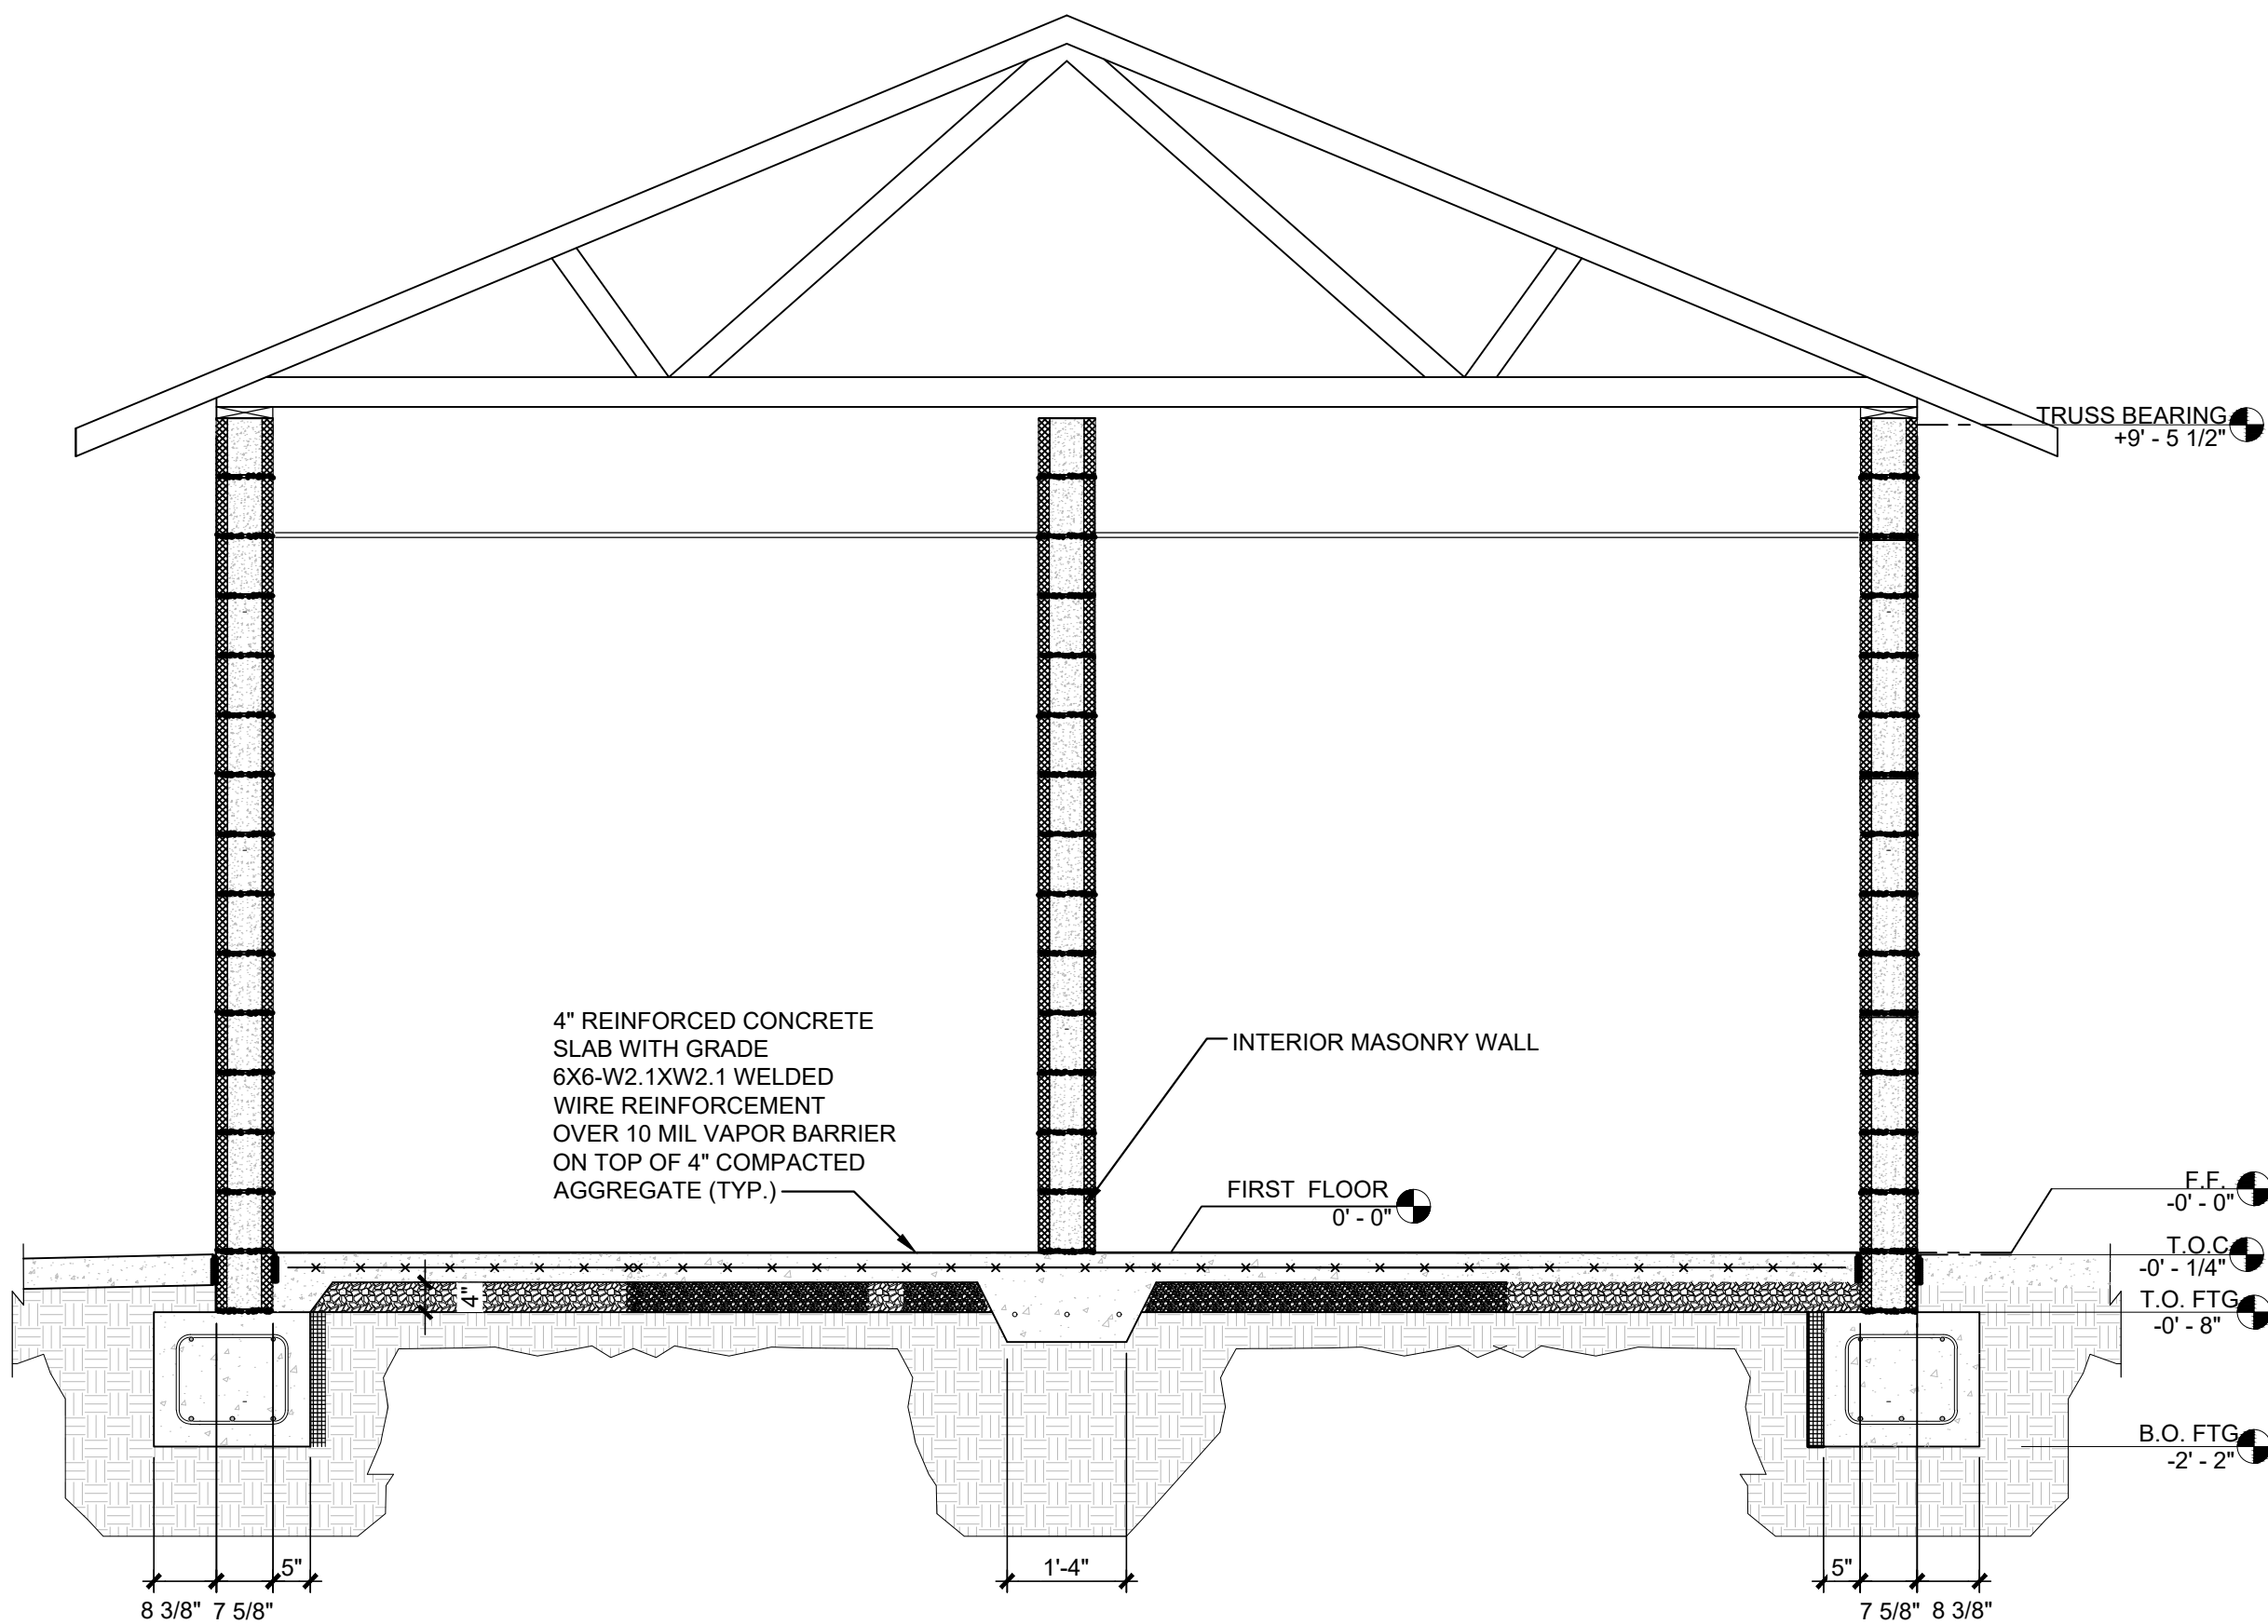 TRUSS BEARING
+9' - 5 1/2"
4" REINFORCED CONCRETE
SLAB WITH GRADE
6X6-W2.1XW2.1 WELDED
WIRE REINFORCEMENT
OVER 10 MIL VAPOR BARRIER
ON TOP OF 4" COMPACTED
AGGREGATE (TYP.)
INTERIOR MASONRY WALL
FIRST FLOOR
0' - 0"
F.F.
-0' - 0"
T.O.C.
-0' - 1/4"
4"
T.O. FTG
-0' - 8"
B.O. FTG
-2' - 2"
5"
1'-4"
5"
8 3/8" 7 5/8"
7 5/8" 8 3/8"